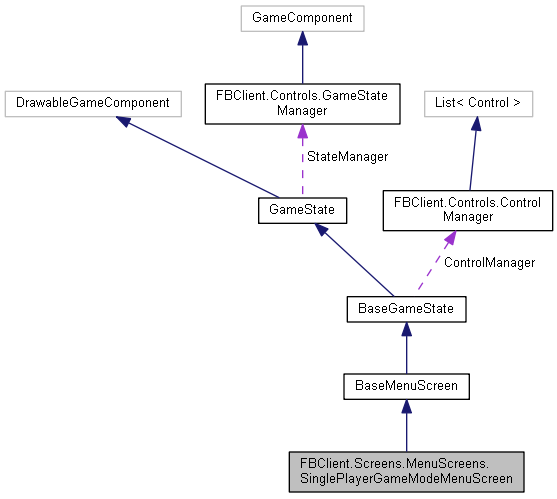 GameComponent
DrawableGameComponent
FBClient.Controls.GameState
Manager
List< Control >
StateManager
GameState
FBClient.Controls.Control
Manager
ControlManager
BaseGameState
BaseMenuScreen
FBClient.Screens.MenuScreens.
SinglePlayerGameModeMenuScreen